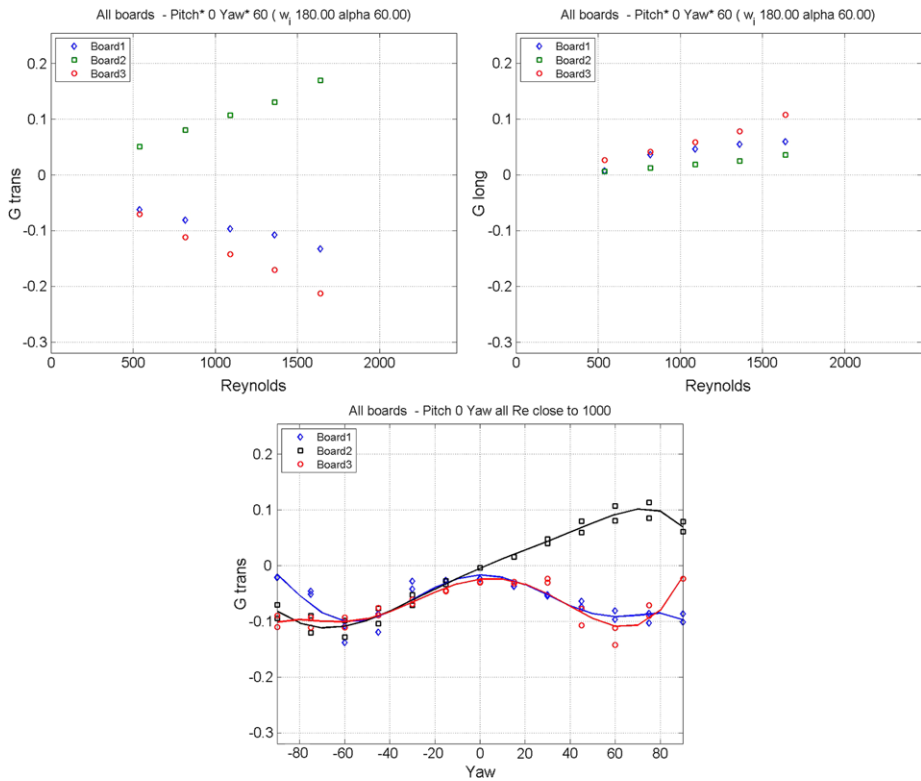 All boards - Pitch* 0 Yaw* 60 ( w_i 180.00 alpha 60.00)
Board1
Board2
Board3
0.2
0.1
0
-0.1
-0.2
-0.3
G trans
0 500 1000 1500 2000
Reynolds
All boards - Pitch* 0 Yaw* 60 ( w_i 180.00 alpha 60.00)
Board1
Board2
Board3
0.2
0.1
0
-0.1
-0.2
-0.3
G long
0 500 1000 1500 2000
Reynolds
All boards - Pitch 0 Yaw all Re close to 1000
Board1
Board2
Board3
0.2
0.1
0
-0.1
-0.2
-0.3
G trans
-80 -60 -40 -20 0 20 40 60 80
Yaw